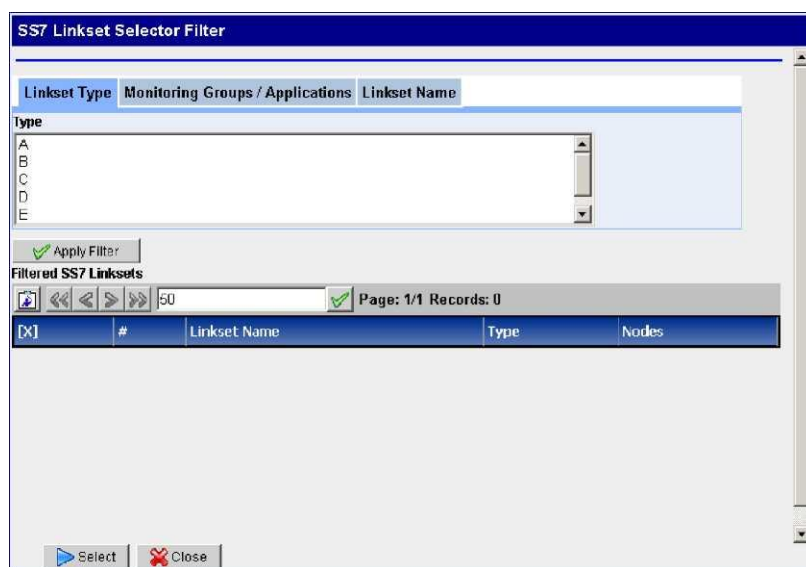 SS7 Linkset Selector Filter
Linkset Type Monitoring Groups / Applications Linkset Name
Type
A
B
C
D
E
Apply Filter
Filtered SS7 Linksets
50 Page: 1/1 Records: 0
[X] # Linkset Name Type Nodes
Select Close